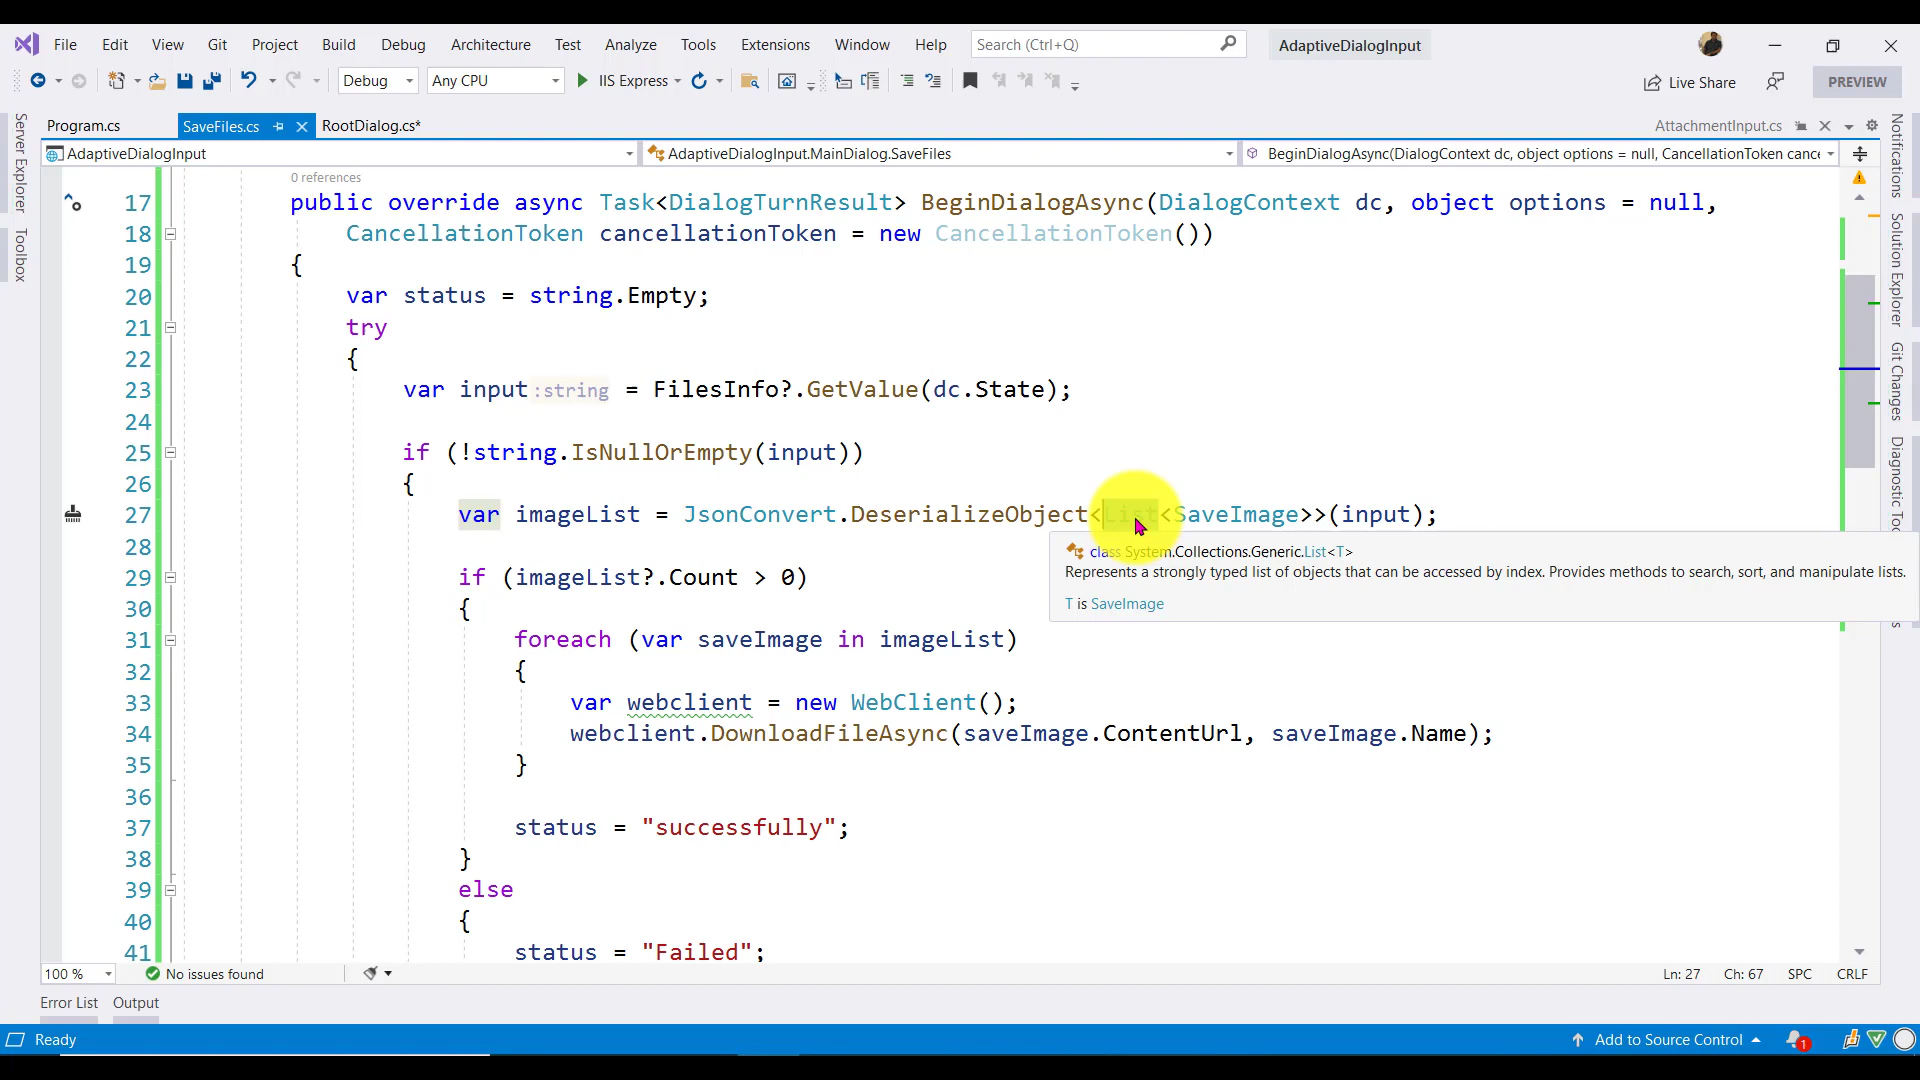 File Edit View Git Project Build Debug Architecture Test Analyze Tools Extensions Window Help Search (Ctrl+Q) AdaptiveDialogInput
Debug Any CPU IIS Express Live Share PREVIEW
Program.cs SaveFiles.cs RootDialog.cs* AttachmentInput.cs
AdaptiveDialogInput AdaptiveDialogInput.MainDialog.SaveFiles BeginDialogAsync(DialogContext dc, object options = null, CancellationToken cance
Server Explorer
Toolbox
0 references
17 public override async Task<DialogTurnResult> BeginDialogAsync(DialogContext dc, object options = null,
18 CancellationToken cancellationToken = new CancellationToken())
19 {
20 var status = string.Empty;
21 try
22 {
23 var input:string = FilesInfo?.GetValue(dc.State);
24
25 if (!string.IsNullOrEmpty(input))
26 {
27 var imageList = JsonConvert.DeserializeObject<List<SaveImage>>(input);
28
class System.Collections.Generic.List<T>
Represents a strongly typed list of objects that can be accessed by index. Provides methods to search, sort, and manipulate lists.
T is SaveImage
29 if (imageList?.Count > 0)
30 {
31 foreach (var saveImage in imageList)
32 {
33 var webclient = new WebClient();
34 webclient.DownloadFileAsync(saveImage.ContentUrl, saveImage.Name);
35 }
36
37 status = "successfully";
38 }
39 else
40 {
41 status = "Failed";
Notifications
Solution Explorer
Git Changes
Diagnostic
100 % No issues found Ln: 27 Ch: 67 SPC CRLF
Error List Output
Ready Add to Source Control 1